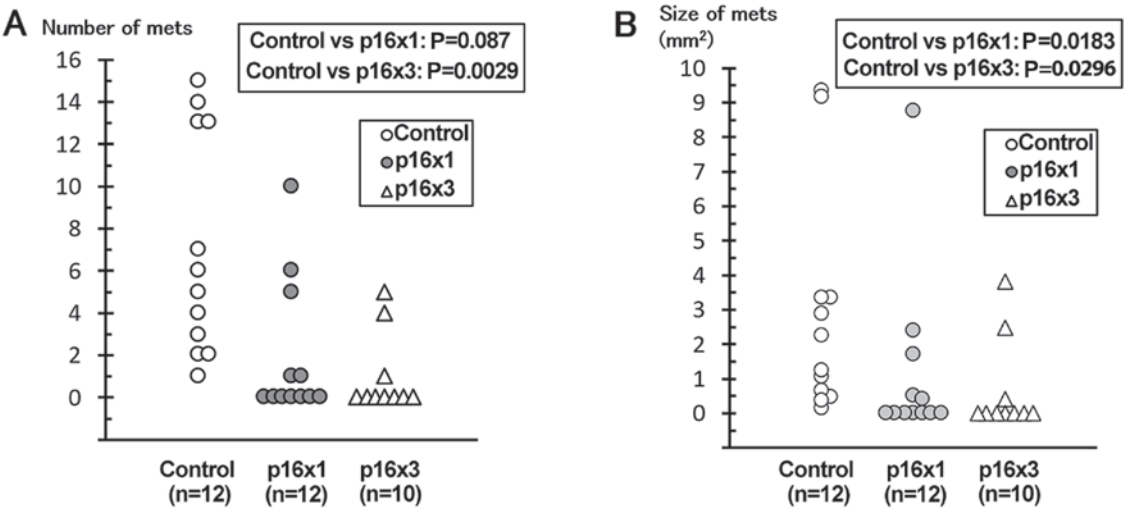 A
Number of mets
Control vs p16x1: P=0.087
Control vs p16x3: P=0.0029
16
14
12
10
8
6
4
2
0
Control
p16x1
p16x3
Control
(n=12)
p16x1
(n=12)
p16x3
(n=10)
B
Size of mets
(mm²)
Control vs p16x1: P=0.0183
Control vs p16x3: P=0.0296
10
9
8
7
6
5
4
3
2
1
0
Control
p16x1
p16x3
Control
(n=12)
p16x1
(n=12)
p16x3
(n=10)